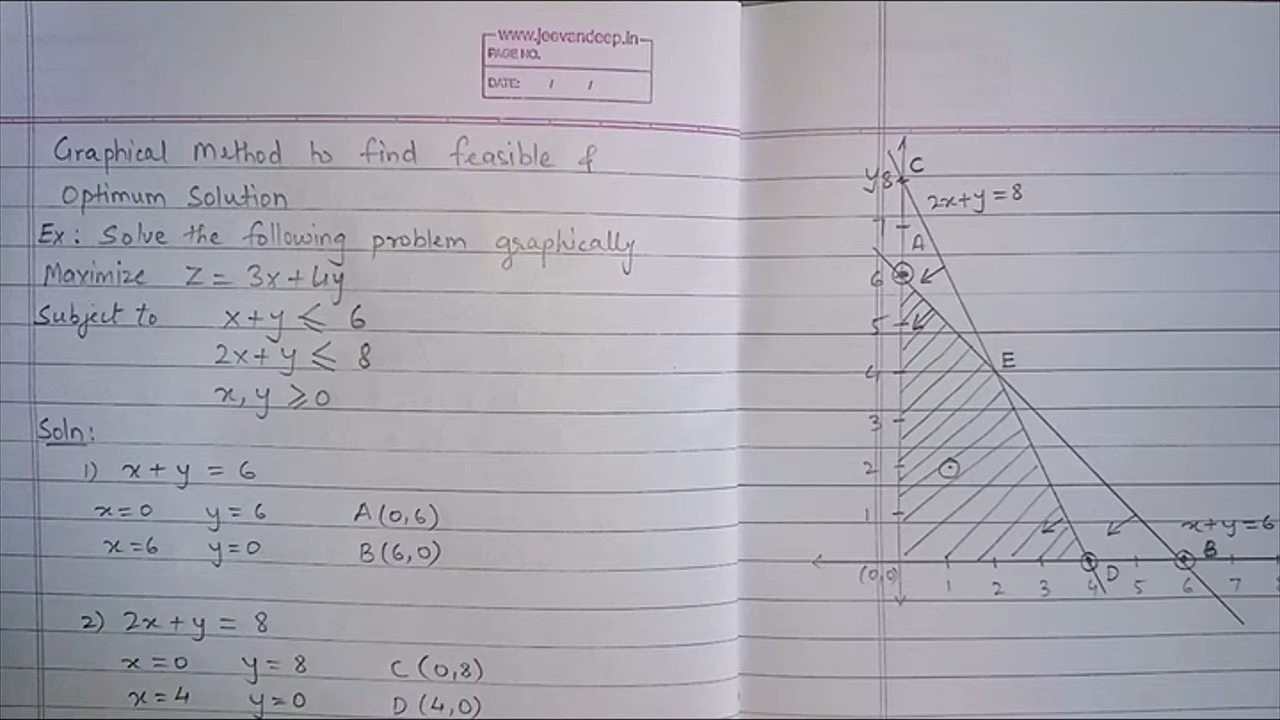 www.jeevandeep.in
PAGE NO.
DATE: / /
Graphical method to find feasible &
Optimum Solution
Ex: Solve the following problem graphically
Maximize Z = 3x + 4y
Subject to x + y ≤ 6
2x + y ≤ 8
x, y ≥ 0
Soln:
1) x + y = 6
x = 0 y = 6 A (0,6)
x = 6 y = 0 B (6,0)
2) 2x + y = 8
x = 0 y = 8 C (0,8)
x = 4 y = 0 D (4,0)
C
y 8
2x + y = 8
7
A
6
5
E
4
3
2
1
x + y = 6
B
(0,0) 1 2 3 4 D 5 6 7